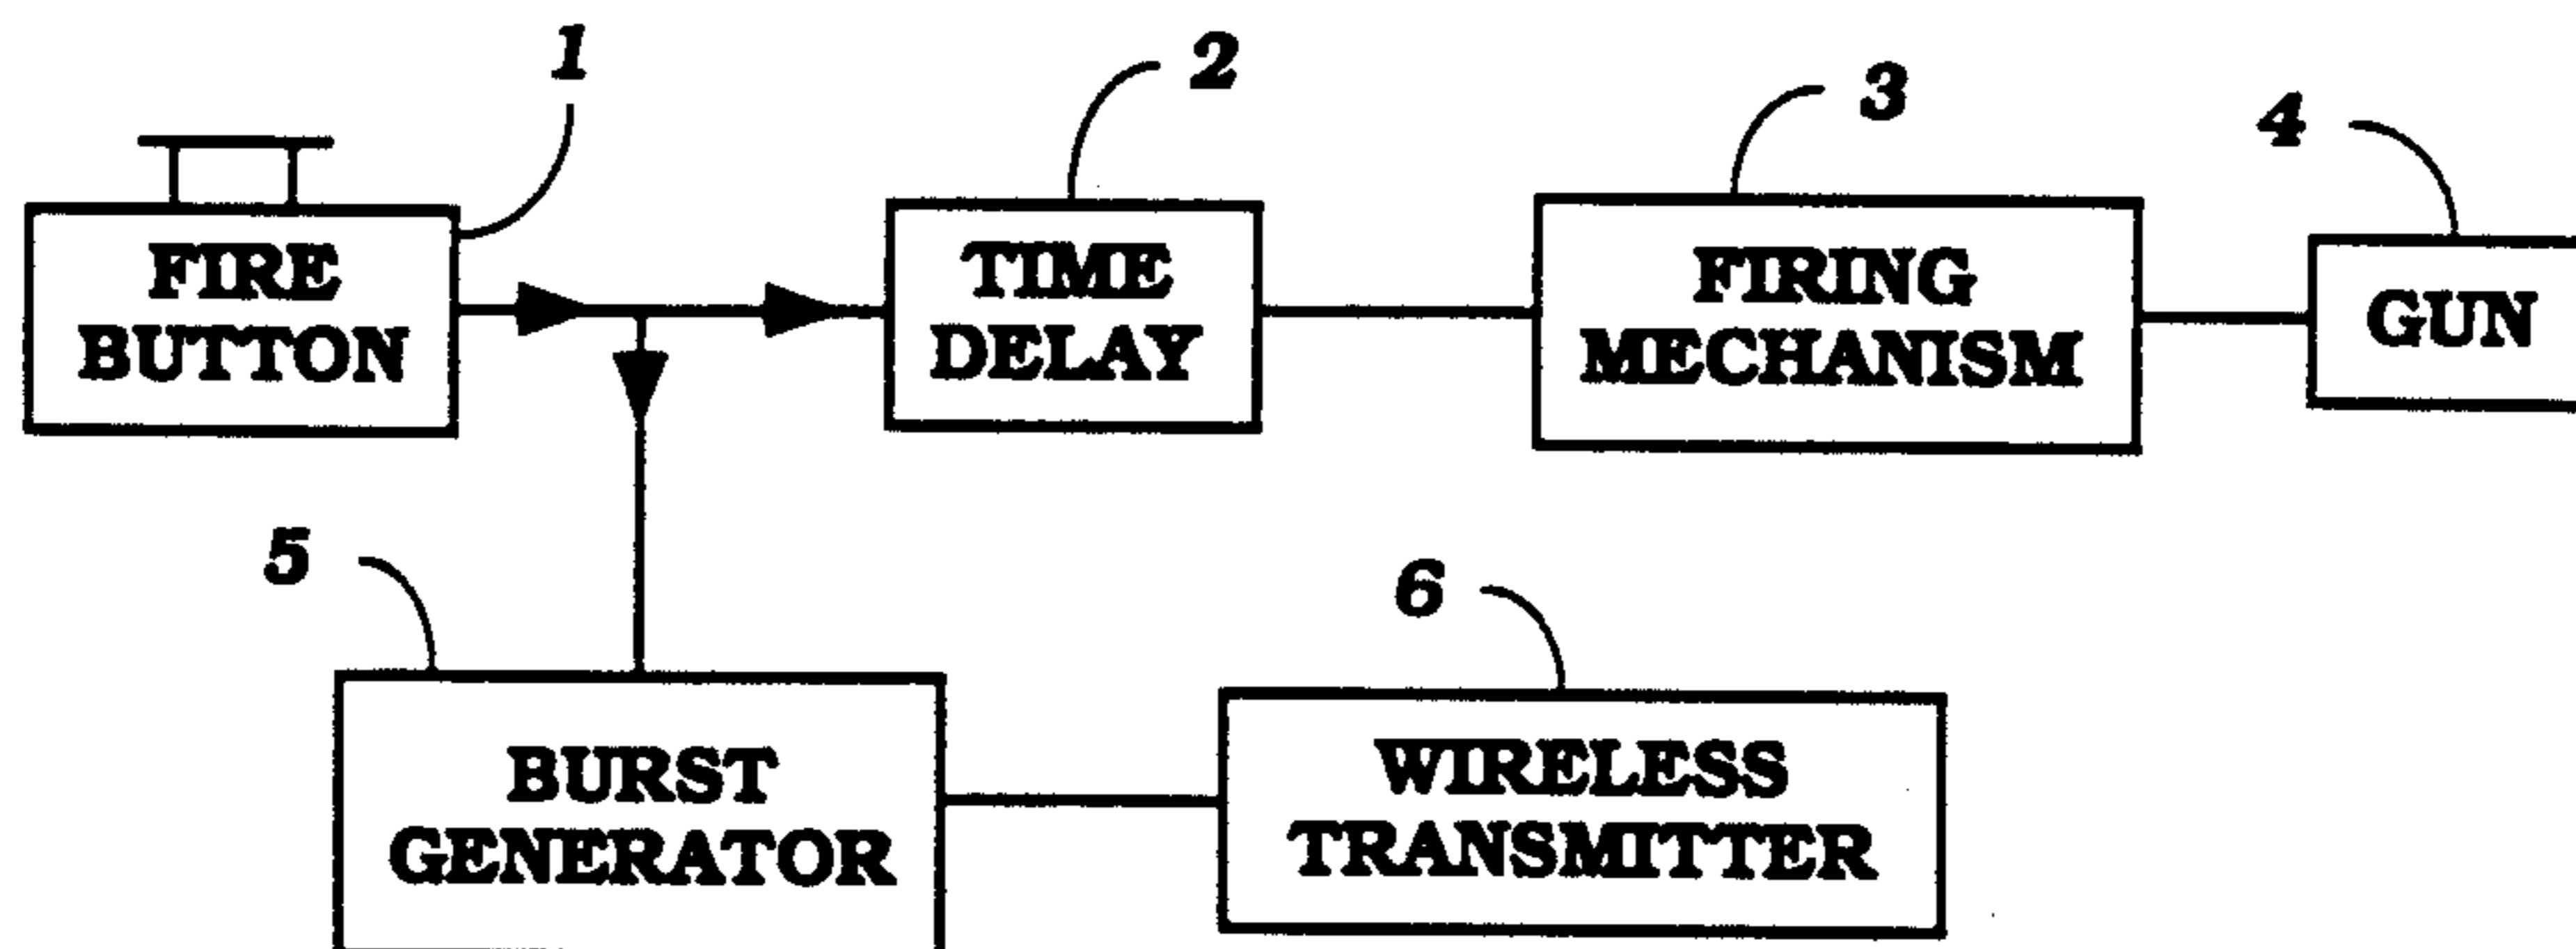 1
2
3
4
FIRE
BUTTON
TIME
DELAY
FIRING
MECHANISM
GUN
5
6
BURST
GENERATOR
WIRELESS
TRANSMITTER